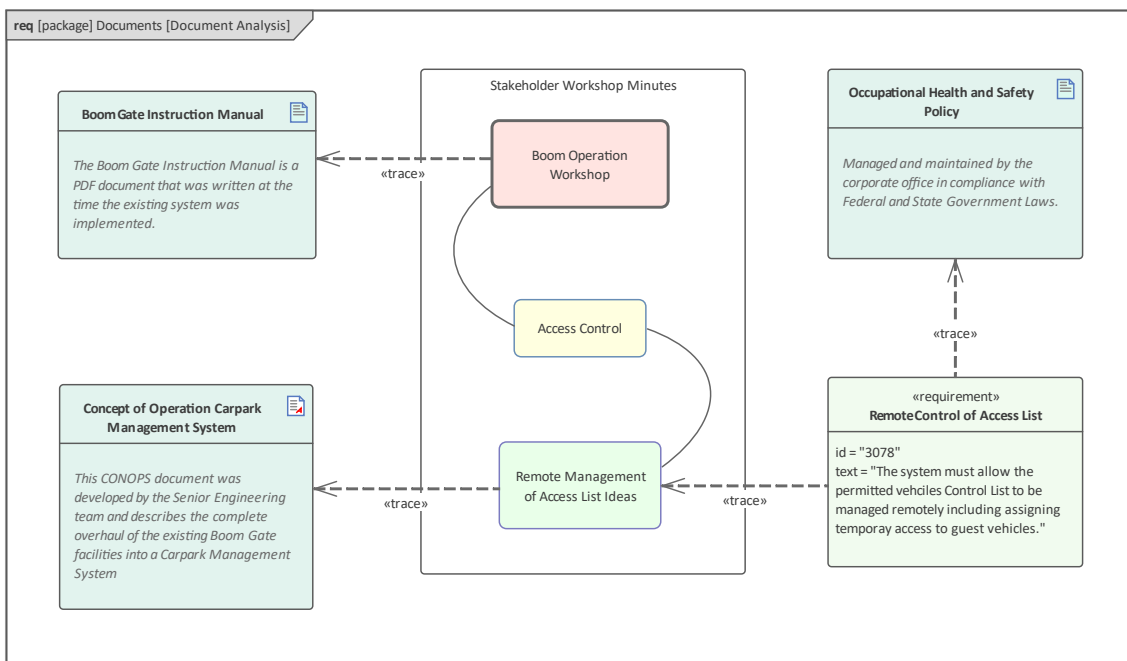 req [package] Documents [Document Analysis]
Boom Gate Instruction Manual
The Boom Gate Instruction Manual is a
PDF document that was written at the
time the existing system was
implemented.
Stakeholder Workshop Minutes
Boom Operation
Workshop
Occupational Health and Safety
Policy
Managed and maintained by the
corporate office in compliance with
Federal and State Government Laws.
«trace»
Access Control
«trace»
Concept of Operation Carpark
Management System
This CONOPS document was
developed by the Senior Engineering
team and describes the complete
overhaul of the existing Boom Gate
facilities into a Carpark Management
System
Remote Management
of Access List Ideas
«requirement»
Remote Control of Access List
id = "3078"
text = "The system must allow the
permitted vehciles Control List to be
managed remotely including assigning
temporay access to guest vehicles."
«trace»
«trace»